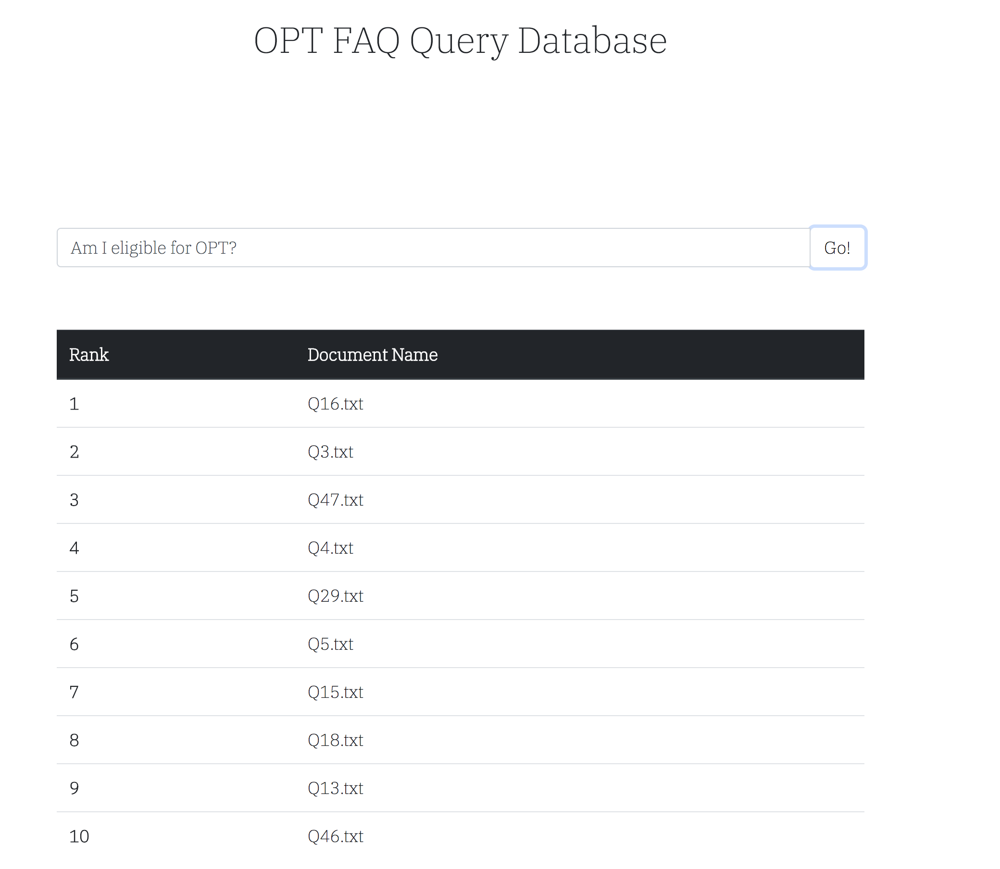 OPT FAQ Query Database
Am I eligible for OPT? Go!
Rank Document Name
1 Q16.txt
2 Q3.txt
3 Q47.txt
4 Q4.txt
5 Q29.txt
6 Q5.txt
7 Q15.txt
8 Q18.txt
9 Q13.txt
10 Q46.txt